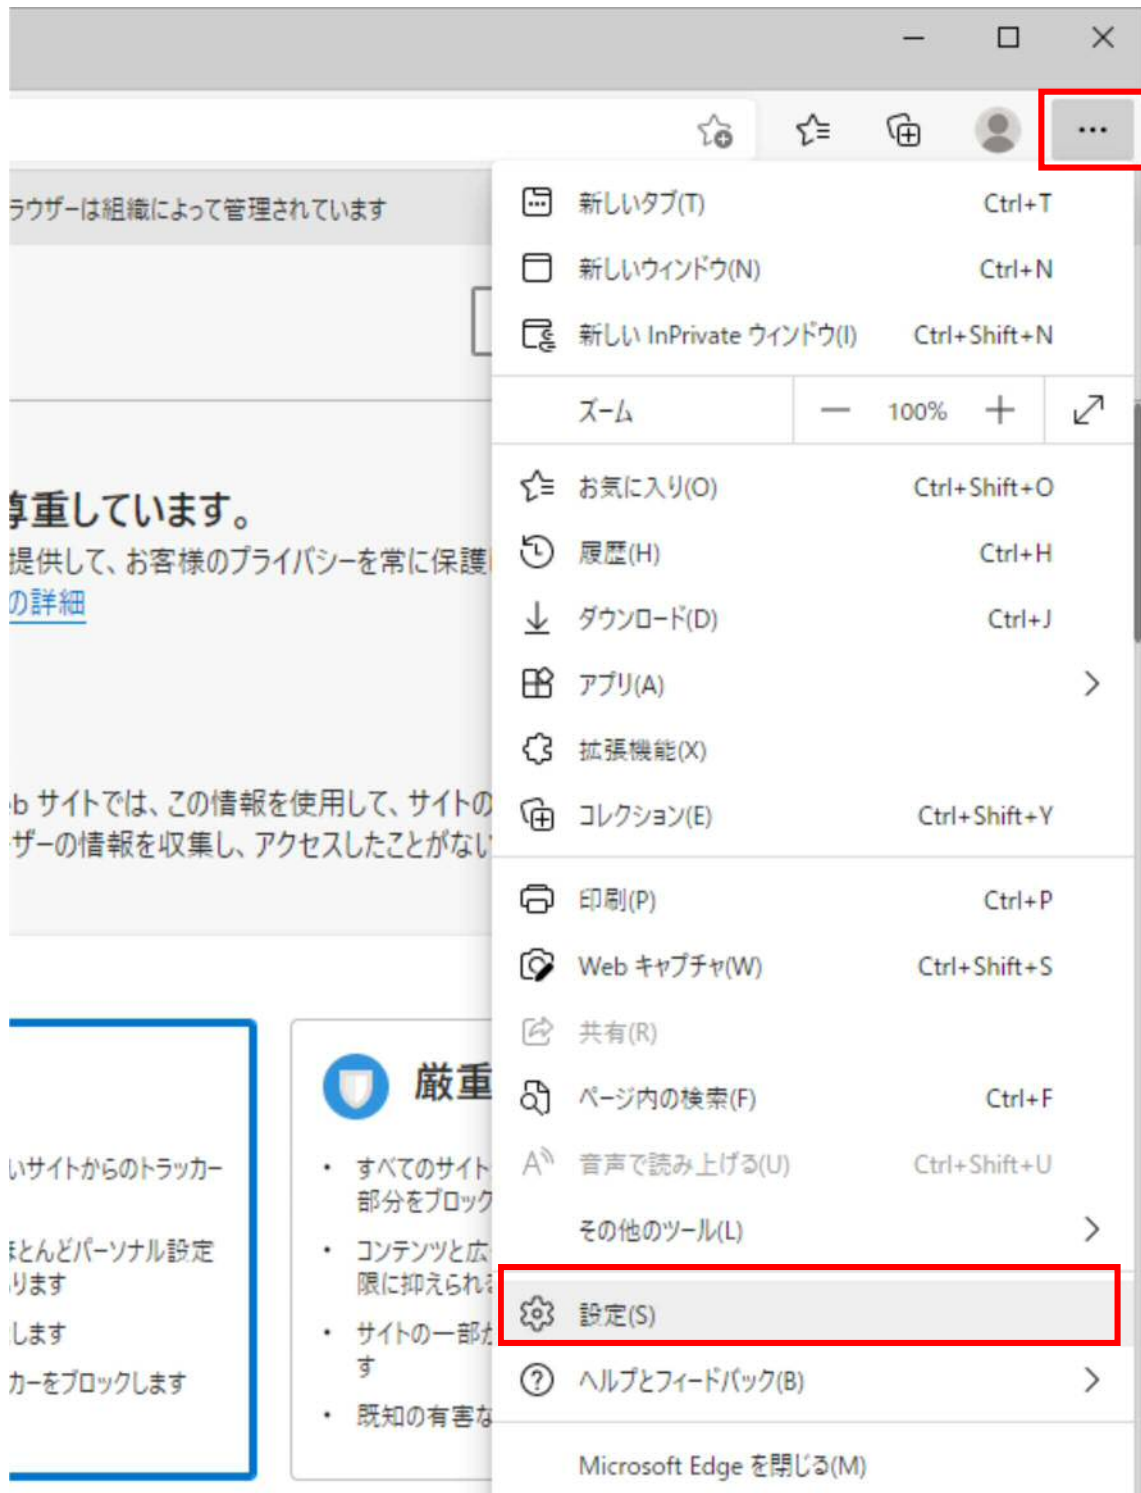 ラウザーは組織によって管理されています
新しいタブ(T) Ctrl+T
新しいウィンドウ(N) Ctrl+N
新しい InPrivate ウィンドウ(I) Ctrl+Shift+N
ズーム 100%
お気に入り(O) Ctrl+Shift+O
履歴(H) Ctrl+H
ダウンロード(D) Ctrl+J
アプリ(A)
拡張機能(X)
コレクション(E) Ctrl+Shift+Y
印刷(P) Ctrl+P
Web キャプチャ(W) Ctrl+Shift+S
共有(R)
ページ内の検索(F) Ctrl+F
音声で読み上げる(U) Ctrl+Shift+U
その他のツール(L)
設定(S)
ヘルプとフィードバック(B)
Microsoft Edge を閉じる(M)
尊重しています。
提供して、お客様のプライバシーを常に保護
の詳細
b サイトでは、この情報を使用して、サイトの
ザーの情報を収集し、アクセスしたことがない
いサイトからのトラッカー
ほとんどパーソナル設定
ります
します
カーをブロックします
厳重
• すべてのサイト
部分をブロック
• コンテンツと広
限に抑えられ
• サイトの一部が
す
• 既知の有害な